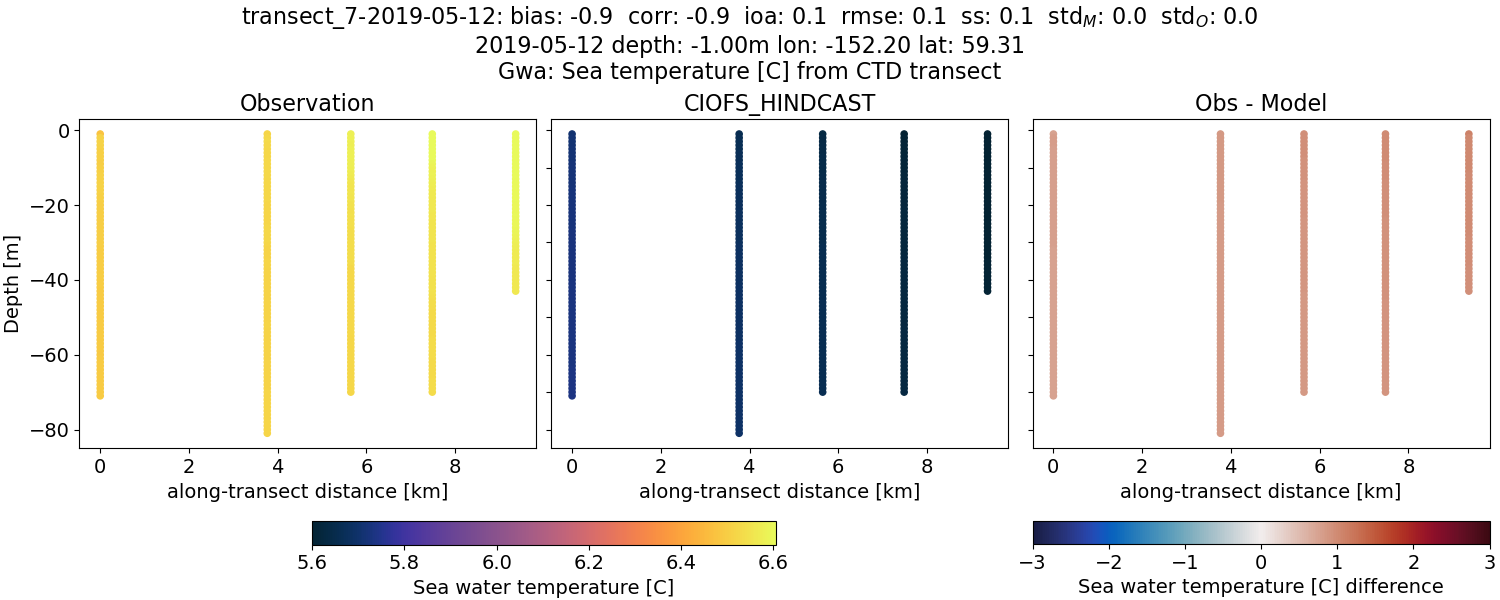 transect_7-2019-05-12: bias: -0.9 corr: -0.9 ioa: 0.1 rmse: 0.1 ss: 0.1 std_M: 0.0 std_O: 0.0
2019-05-12 depth: -1.00m lon: -152.20 lat: 59.31
Gwa: Sea temperature [C] from CTD transect
Observation
CIOFS_HINDCAST
Obs - Model
Depth [m]
0
−20
−40
−60
−80
0 2 4 6 8
0 2 4 6 8
0 2 4 6 8
along-transect distance [km]
along-transect distance [km]
along-transect distance [km]
5.6 5.8 6.0 6.2 6.4 6.6
Sea water temperature [C]
−3 −2 −1 0 1 2 3
Sea water temperature [C] difference